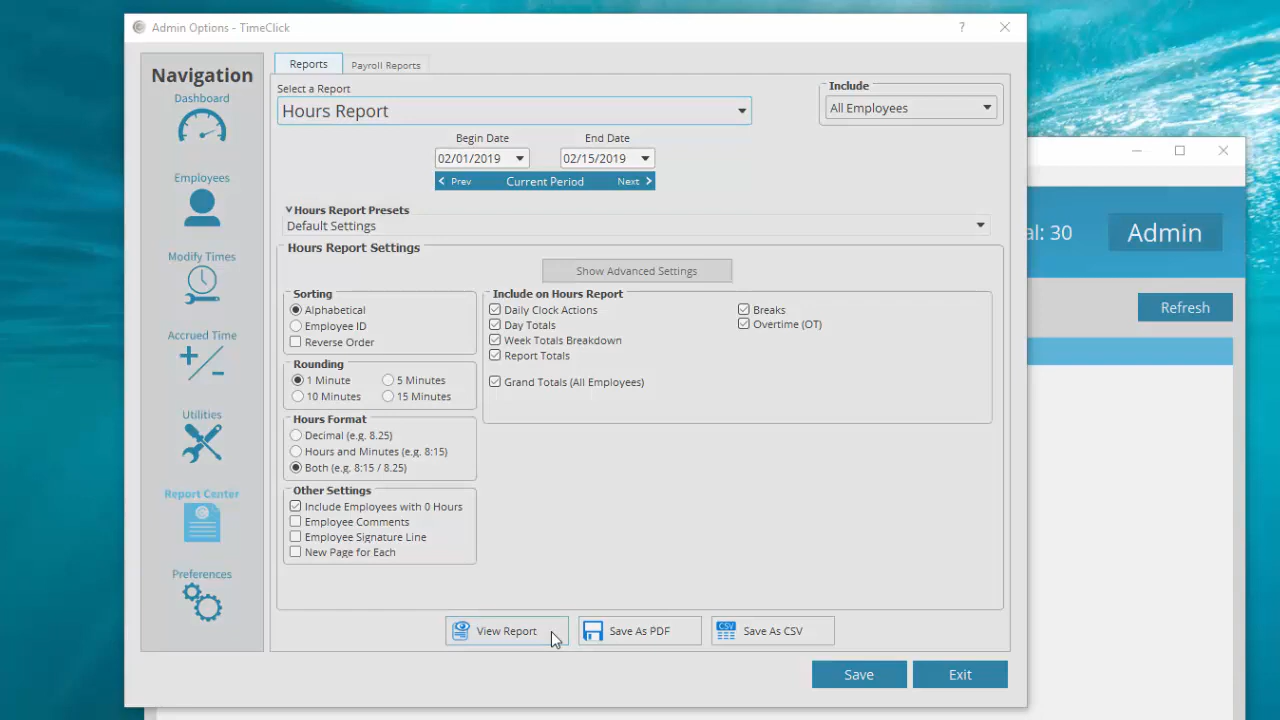 Admin Options - TimeClick
?
Navigation
Dashboard
Employees
Modify Times
Accrued Time
Utilities
Report Center
Preferences
Reports
Payroll Reports
Select a Report
Hours Report
Include
All Employees
Begin Date
End Date
02/01/2019
02/15/2019
< Prev Current Period Next >
Hours Report Presets
Default Settings
Hours Report Settings
Show Advanced Settings
Sorting
Alphabetical
Employee ID
Reverse Order
Rounding
1 Minute
5 Minutes
10 Minutes
15 Minutes
Hours Format
Decimal (e.g. 8.25)
Hours and Minutes (e.g. 8:15)
Both (e.g. 8:15 / 8.25)
Other Settings
Include Employees with 0 Hours
Employee Comments
Employee Signature Line
New Page for Each
Include on Hours Report
Daily Clock Actions
Day Totals
Week Totals Breakdown
Report Totals
Grand Totals (All Employees)
Breaks
Overtime (OT)
View Report
Save As PDF
CSV
Save As CSV
Save
Exit
al: 30
Admin
Refresh